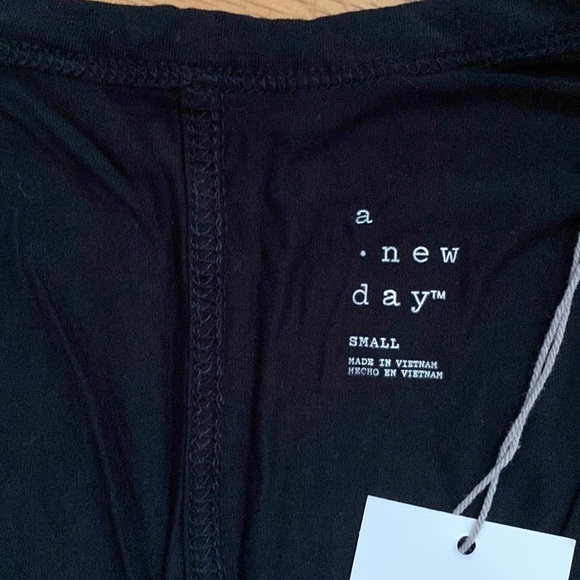 a
· new
day™
SMALL
MADE IN VIETNAM
HECHO EN VIETNAM